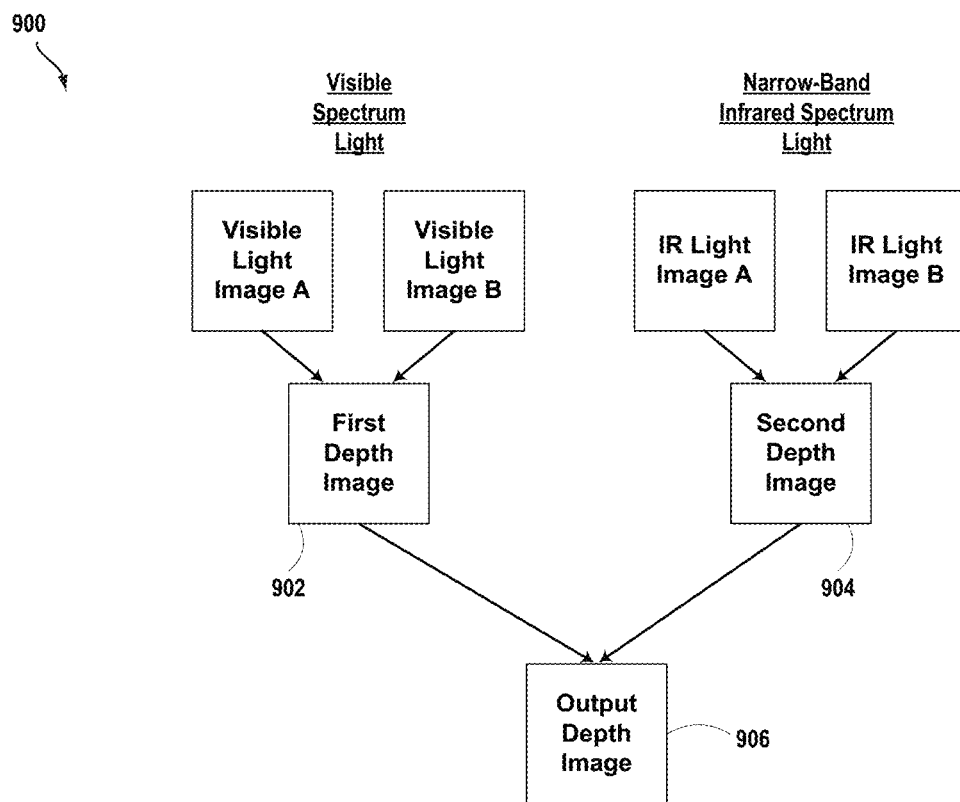 900
Visible
Spectrum
Light
Narrow-Band
Infrared Spectrum
Light
Visible
Light
Image A
Visible
Light
Image B
IR Light
Image A
IR Light
Image B
First
Depth
Image
Second
Depth
Image
902
904
Output
Depth
Image
906